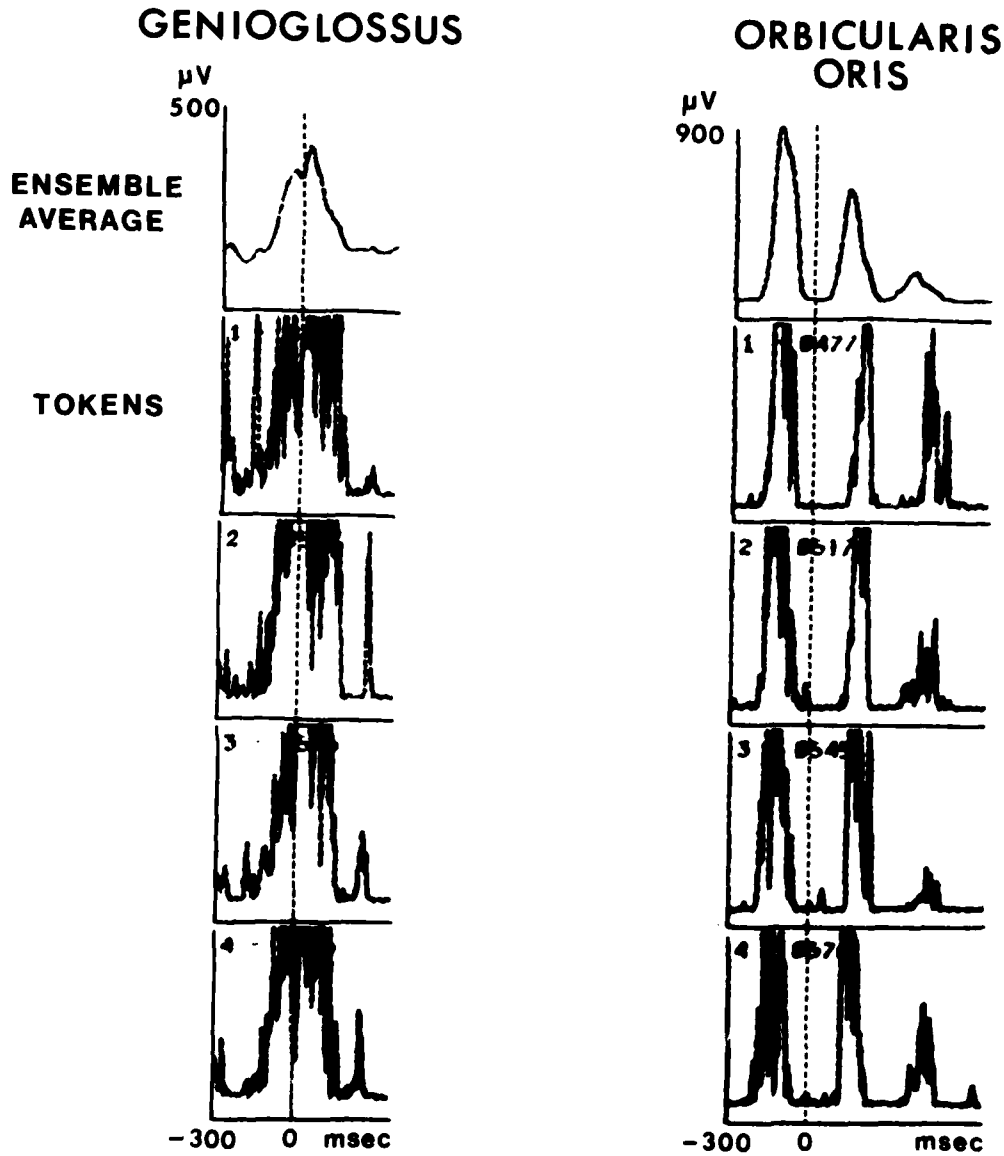 GENIOGLOSSUS
ORBICULARIS
ORIS
µV
500
µV
900
ENSEMBLE
AVERAGE
TOKENS
1
2
3
4
1
2
3
4
-300 0 msec
-300 0 msec